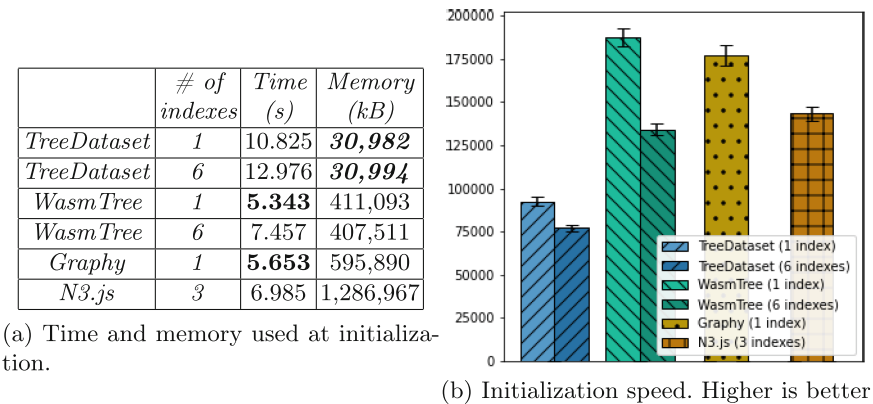 # of indexes Time (s) Memory (kB)
TreeDataset 1 10.825 30,982
TreeDataset 6 12.976 30,994
WasmTree 1 5.343 411,093
WasmTree 6 7.457 407,511
Graphy 1 5.653 595,890
N3.js 3 6.985 1,286,967
(a) Time and memory used at initializa-
tion.
200000
175000
150000
125000
100000
75000
50000
25000
0
TreeDataset (1 index)
TreeDataset (6 indexes)
WasmTree (1 index)
WasmTree (6 indexes)
Graphy (1 index)
N3.js (3 indexes)
(b) Initialization speed. Higher is better